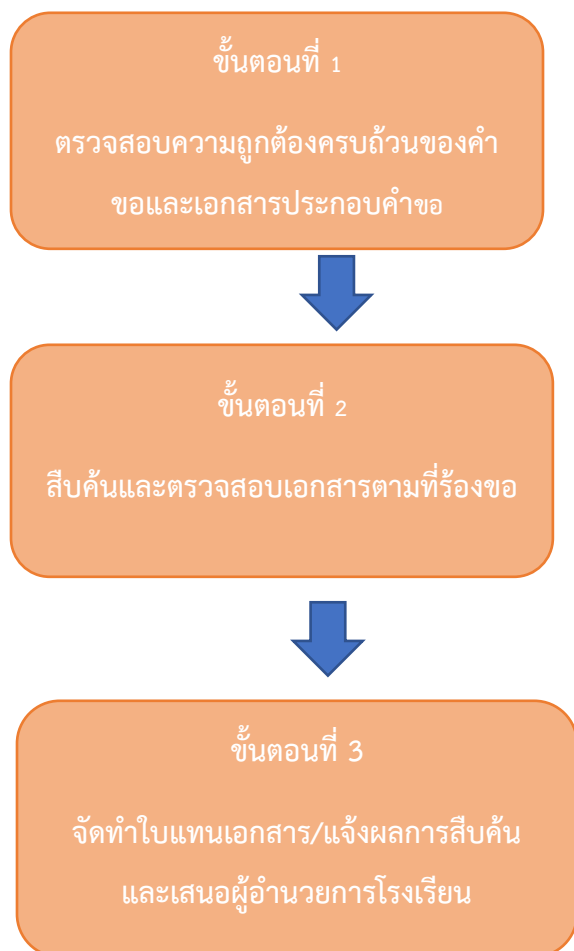 ขั้นตอนที่ 1
ตรวจสอบความถูกต้องครบถ้วนของคำ
ขอและเอกสารประกอบคำขอ
ขั้นตอนที่ 2
สืบค้นและตรวจสอบเอกสารตามที่ร้องขอ
ขั้นตอนที่ 3
จัดทำใบแทนเอกสาร/แจ้งผลการสืบค้น
และเสนอผู้อำนวยการโรงเรียน